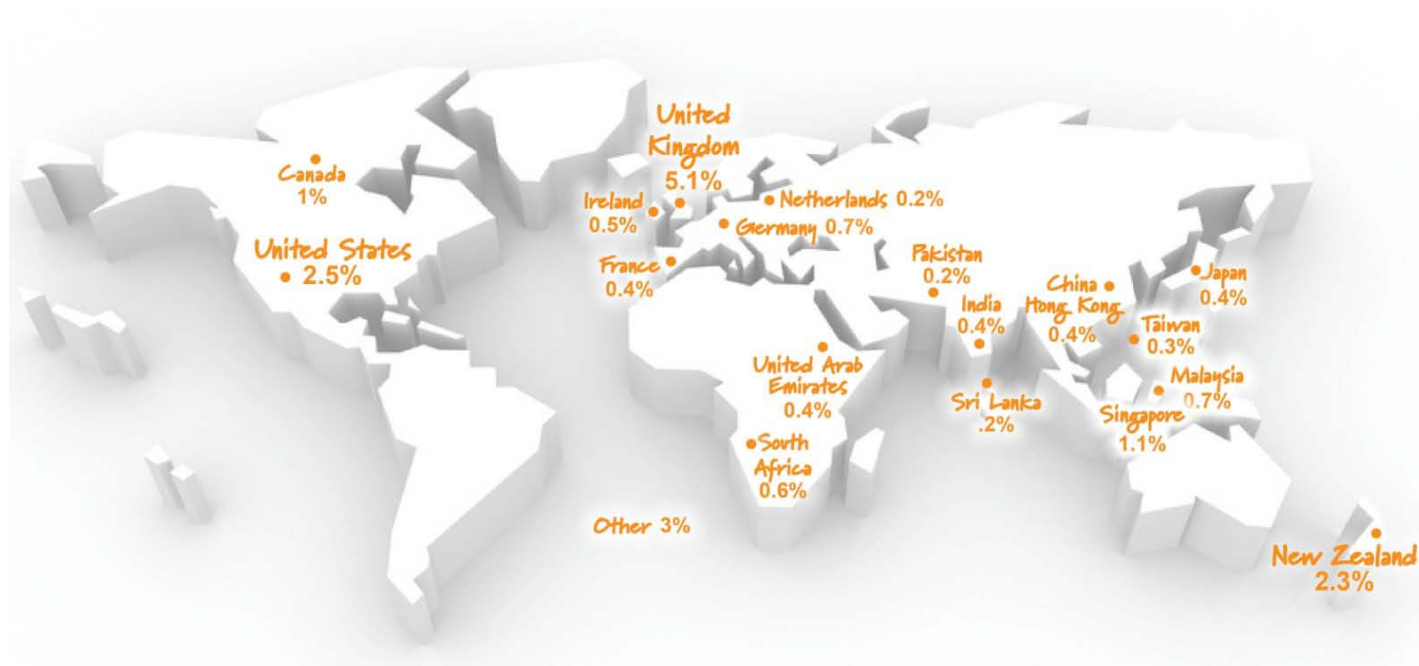 Canada
1%
United States
2.5%
United
Kingdom
5.1%
Ireland
0.5%
Netherlands 0.2%
Germany 0.7%
France
0.4%
Pakistan
0.2%
India
0.4%
China
Hong Kong
0.4%
Japan
0.4%
Taiwan
0.3%
United Arab
Emirates
0.4%
Sri Lanka
.2%
Malaysia
0.7%
Singapore
1.1%
South
Africa
0.6%
Other 3%
New Zealand
2.3%